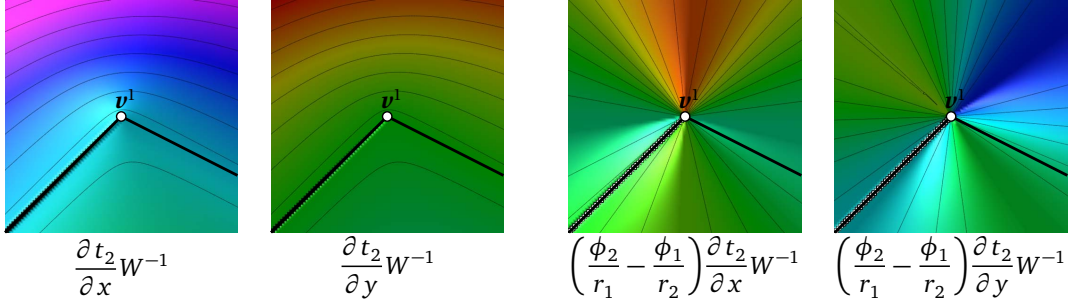 v¹
v¹
v¹
v¹
∂t₂/∂x W⁻¹
∂t₂/∂y W⁻¹
(ϕ₂/r₁ − ϕ₁/r₂) ∂t₂/∂x W⁻¹
(ϕ₂/r₁ − ϕ₁/r₂) ∂t₂/∂y W⁻¹